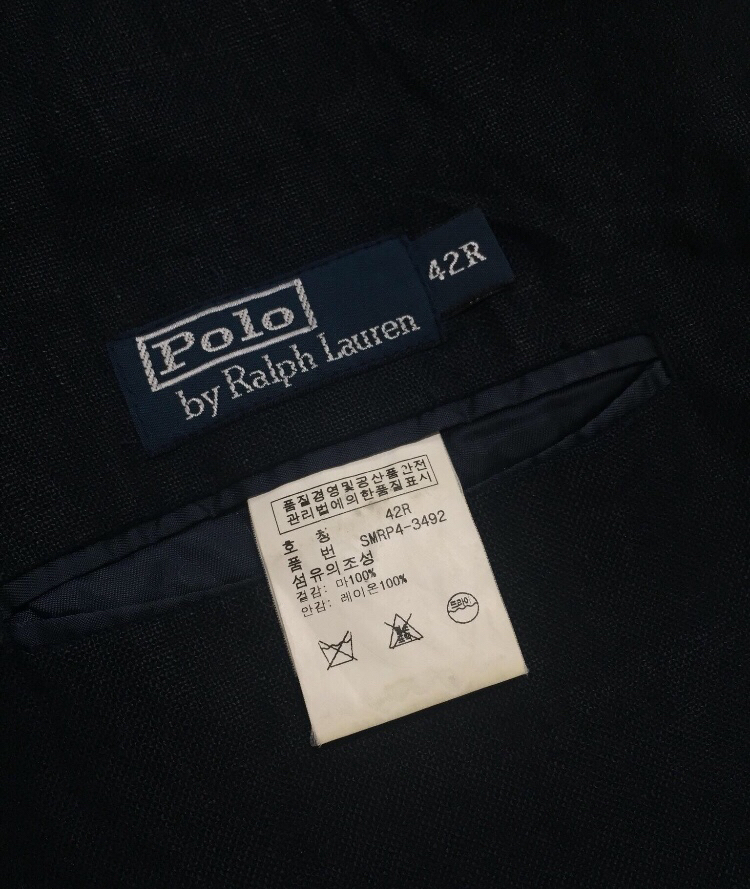 Polo
by Ralph Lauren
42R
품질경영및공산품안전
관리법에의한품질표시
호 칭 42R
품 번 SMRP4-3492
섬유의조성
겉감: 마100%
안감: 레이온100%
드라이